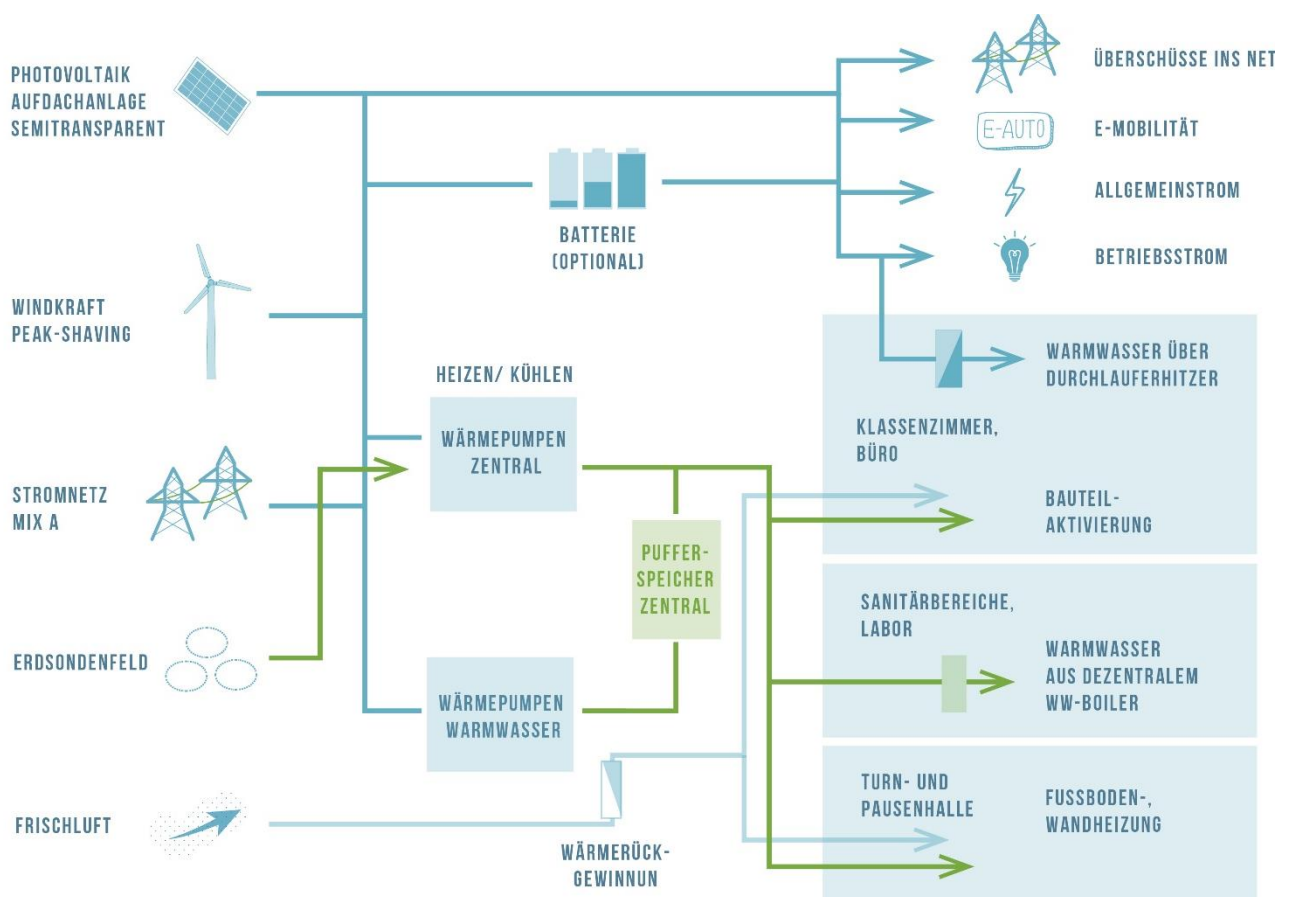 PHOTOVOLTAIK
AUFDACHANLAGE
SEMITRANSPARENT
WINDKRAFT
PEAK-SHAVING
STROMNETZ
MIX A
ERDSONDENFELD
FRISCHLUFT
BATTERIE
(OPTIONAL)
HEIZEN/ KÜHLEN
WÄRMEPUMPEN
ZENTRAL
PUFFER-
SPEICHER
ZENTRAL
WÄRMEPUMPEN
WARMWASSER
WÄRMERÜCK-
GEWINNUN
ÜBERSCHÜSSE INS NET
E-AUTO
E-MOBILITÄT
ALLGEMEINSTROM
BETRIEBSSTROM
WARMWASSER ÜBER
DURCHLAUFERHITZER
KLASSENZIMMER,
BÜRO
BAUTEIL-
AKTIVIERUNG
SANITÄRBEREICHE,
LABOR
WARMWASSER
AUS DEZENTRALEM
WW-BOILER
TURN- UND
PAUSENHALLE
FUSSBODEN-,
WANDHEIZUNG